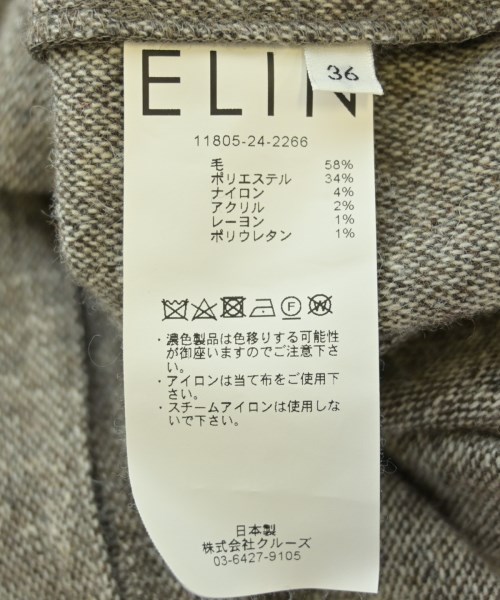 ELIN
36
11805-24-2266
毛 58%
ポリエステル 34%
ナイロン 4%
アクリル 2%
レーヨン 1%
ポリウレタン 1%
F W
・濃色製品は色移りする可能性
が御座いますのでご注意下さ
い。
・アイロンは当て布をご使用下
さい。
・スチームアイロンは使用しな
いで下さい。
日本製
株式会社クルーズ
03-6427-9105